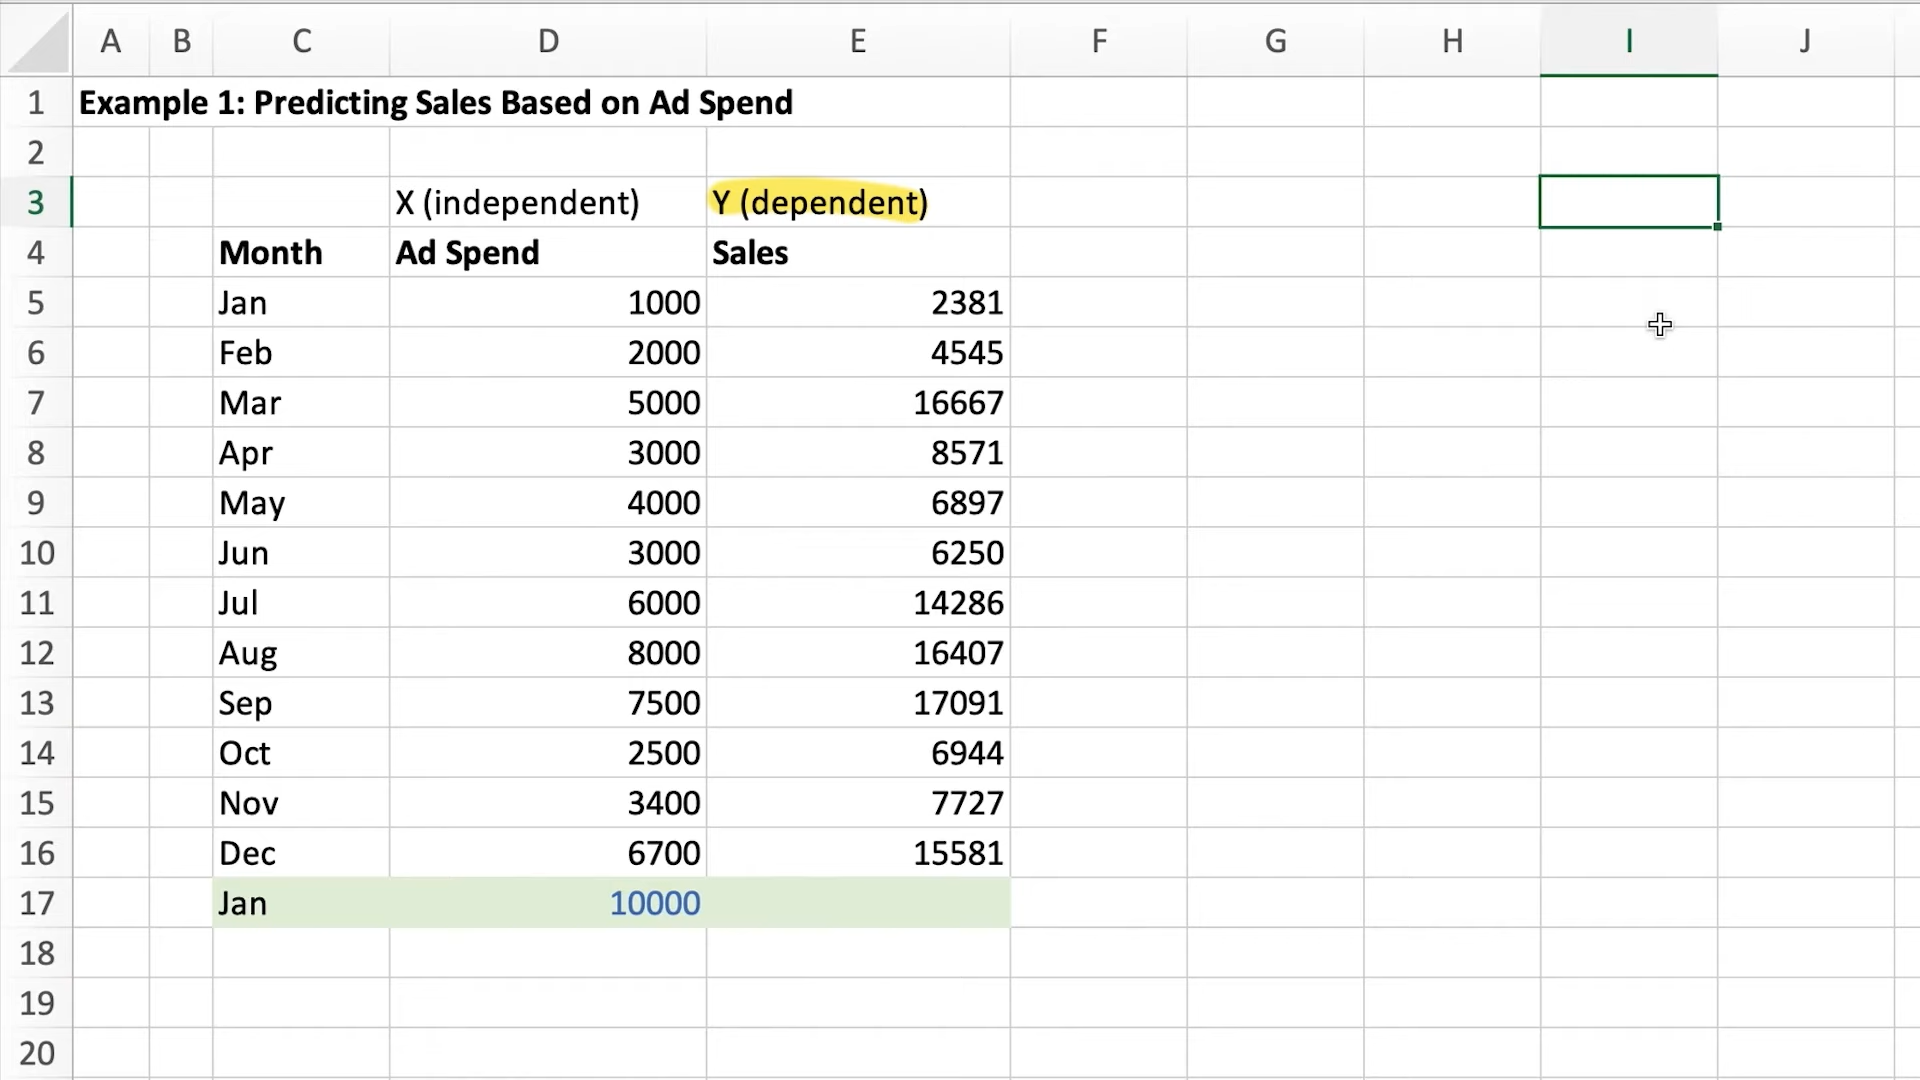 A B C D E F G H I J
1 Example 1: Predicting Sales Based on Ad Spend
2
3 X (independent) Y (dependent)
4 Month Ad Spend Sales
5 Jan 1000 2381
6 Feb 2000 4545
7 Mar 5000 16667
8 Apr 3000 8571
9 May 4000 6897
10 Jun 3000 6250
11 Jul 6000 14286
12 Aug 8000 16407
13 Sep 7500 17091
14 Oct 2500 6944
15 Nov 3400 7727
16 Dec 6700 15581
17 Jan 10000
18
19
20